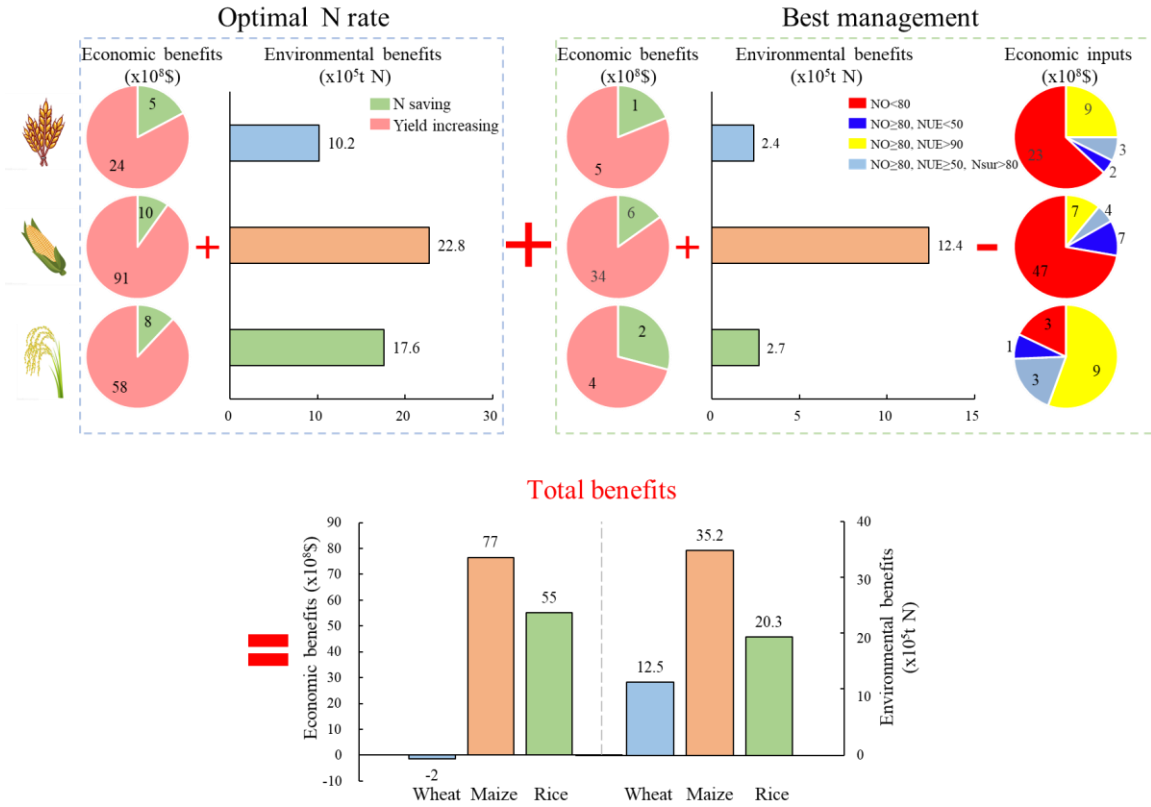 Optimal N rate
Best management
Economic benefits
(x10⁸$)
Environmental benefits
(x10⁵t N)
Economic benefits
(x10⁸$)
Environmental benefits
(x10⁵t N)
Economic inputs
(x10⁸$)
N saving
Yield increasing
NO<80
NO≥80, NUE<50
NO≥80, NUE>90
NO≥80, NUE≥50, Nsur>80
5
24
10.2
1
5
2.4
9
3
2
23
10
91
+
22.8
+
6
34
+
12.4
-
7
4
7
47
8
58
17.6
2
4
2.7
3
1
3
9
0
10
20
30
0
5
10
15
Total benefits
=
Economic benefits (x10⁸$)
90
80
70
60
50
40
30
20
10
0
-10
-2
77
55
12.5
35.2
20.3
40
30
20
10
0
Environmental benefits
(x10⁵t N)
Wheat Maize Rice
Wheat Maize Rice